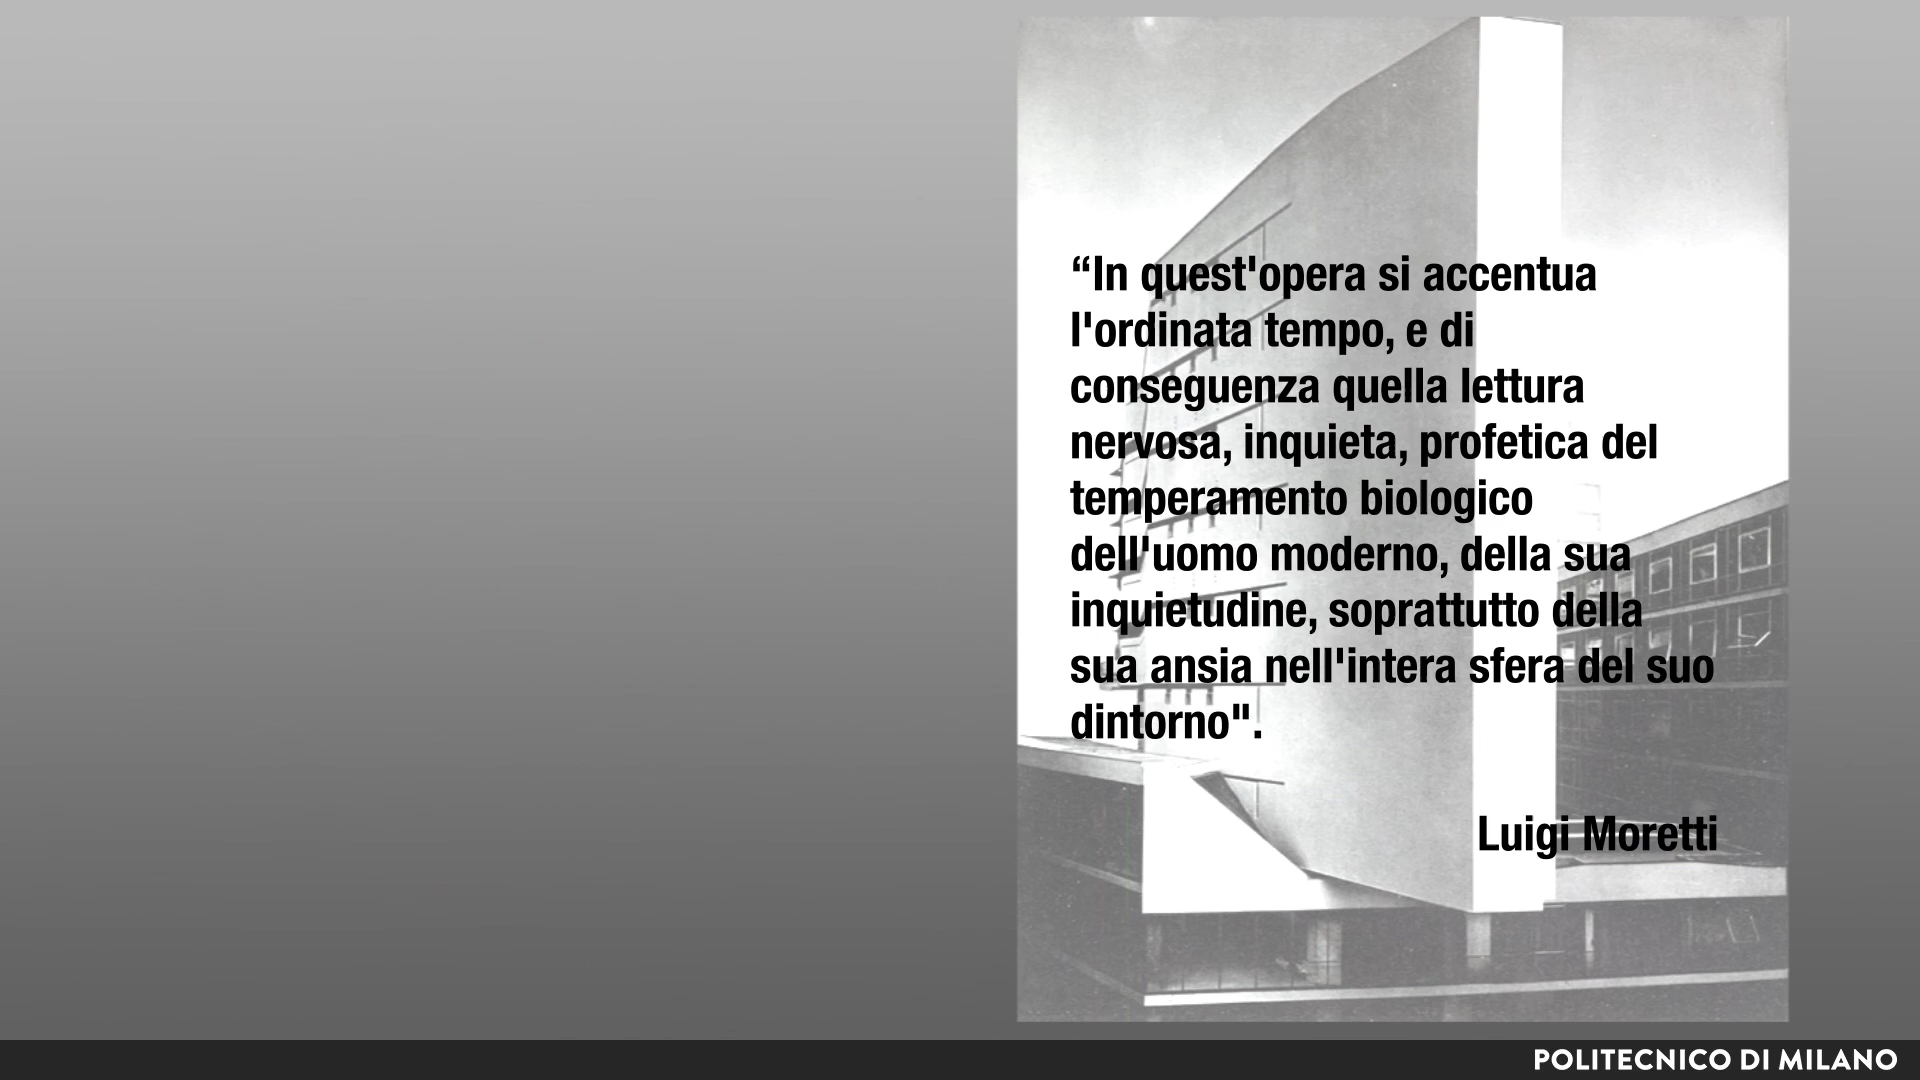 “In quest'opera si accentua
l'ordinata tempo, e di
conseguenza quella lettura
nervosa, inquieta, profetica del
temperamento biologico
dell'uomo moderno, della sua
inquietudine, soprattutto della
sua ansia nell'intera sfera del suo
dintorno".
Luigi Moretti
POLITECNICO DI MILANO